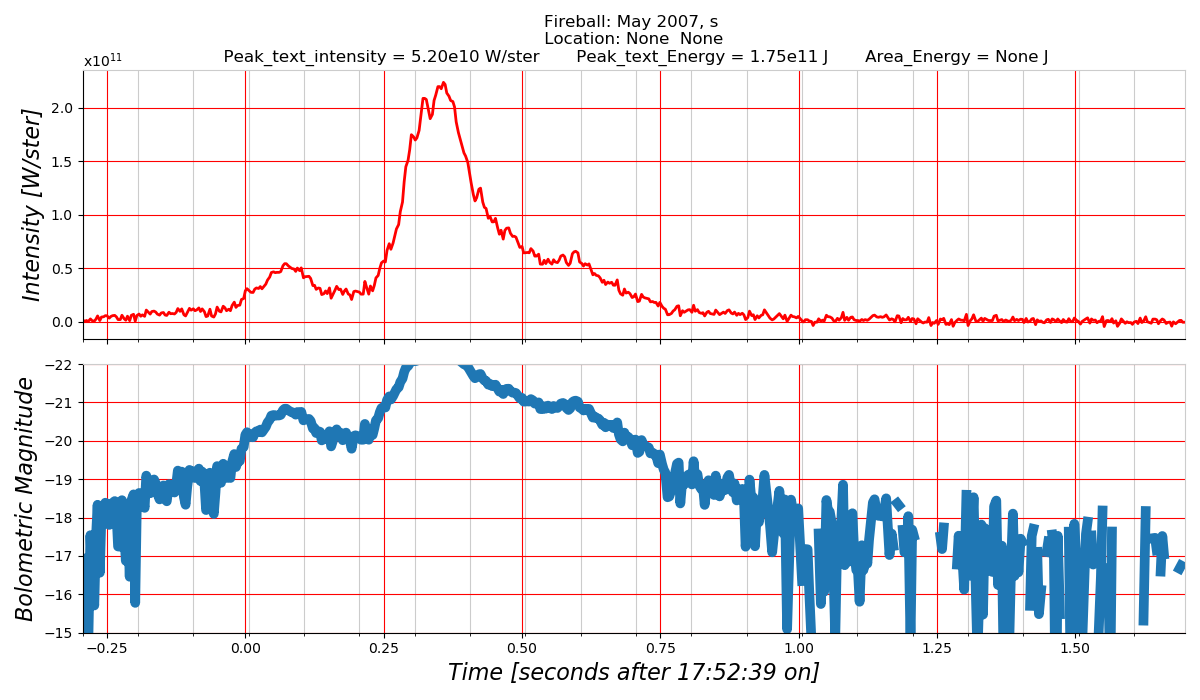 Fireball: May 2007, s
Location: None  None
Peak_text_intensity = 5.20e10 W/ster       Peak_text_Energy = 1.75e11 J       Area_Energy = None J
x10¹¹
2.0
1.5
1.0
0.5
0.0
Intensity [W/ster]
−22
−21
−20
−19
−18
−17
−16
−15
Bolometric Magnitude
−0.25 0.00 0.25 0.50 0.75 1.00 1.25 1.50
Time [seconds after 17:52:39 on]